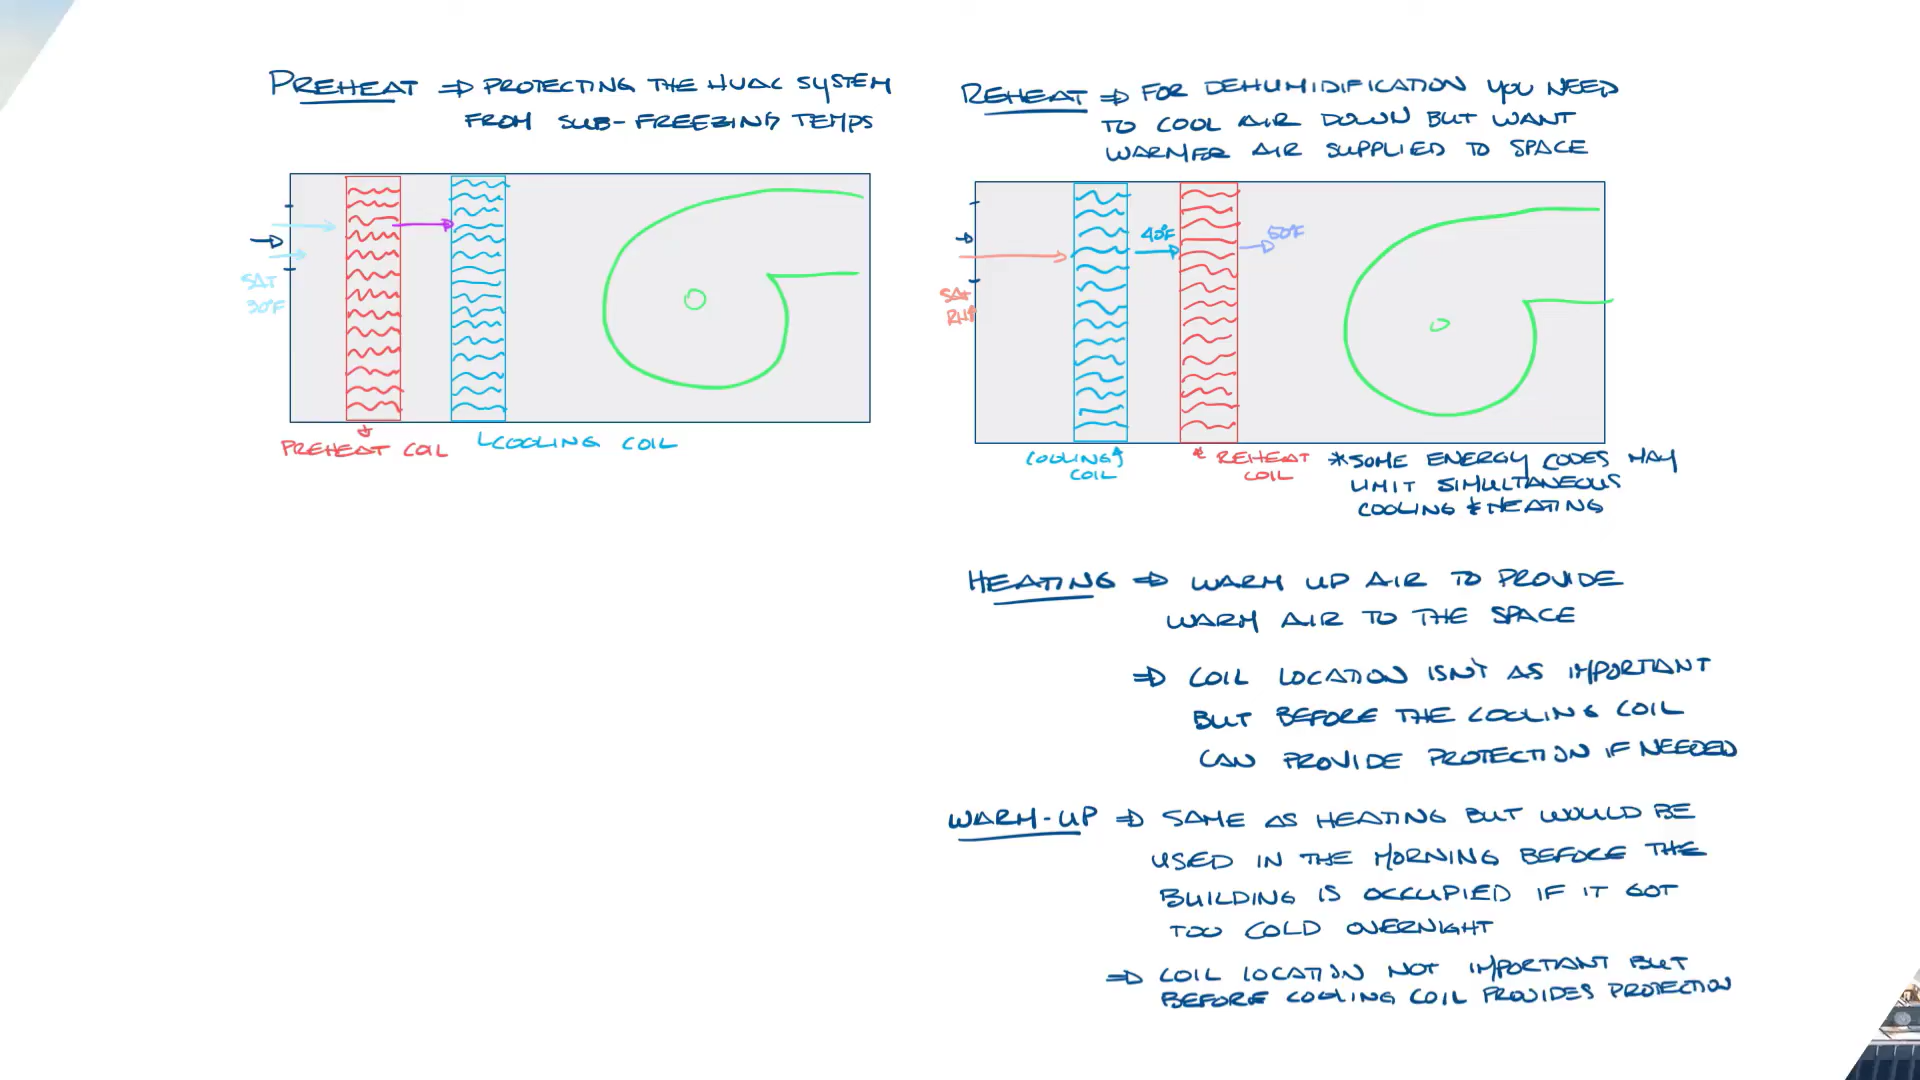 PREHEAT ⇒ PROTECTING THE HVAC SYSTEM
FROM SUB-FREEZING TEMPS
SAT
30°F
PREHEAT COIL
COOLING COIL
REHEAT ⇒ FOR DEHUMIDIFICATION YOU NEED
TO COOL AIR DOWN BUT WANT
WARMER AIR SUPPLIED TO SPACE
40°F
50°F
SAT
RH↑
COOLING
COIL
REHEAT
COIL
*SOME ENERGY CODES MAY
LIMIT SIMULTANEOUS
COOLING & HEATING
HEATING ⇒ WARM UP AIR TO PROVIDE
WARM AIR TO THE SPACE
⇒ COIL LOCATION ISN'T AS IMPORTANT
BUT BEFORE THE COOLING COIL
CAN PROVIDE PROTECTION IF NEEDED
WARM-UP ⇒ SAME AS HEATING BUT WOULD BE
USED IN THE MORNING BEFORE THE
BUILDING IS OCCUPIED IF IT GOT
TOO COLD OVERNIGHT
⇒ COIL LOCATION NOT IMPORTANT BUT
BEFORE COOLING COIL PROVIDES PROTECTION